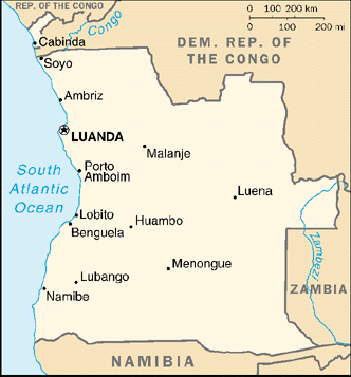 REP. OF THE CONGO
0 100 200 km
0 100 200 mi
Congo
Cabinda
Soyo
DEM. REP. OF
THE CONGO
Ambriz
LUANDA
Malanje
Porto
Amboim
South
Atlantic
Ocean
Luena
Lobito
Huambo
Benguela
Zambezi
Menongue
Lubango
ZAMBIA
Namibe
NAMIBIA